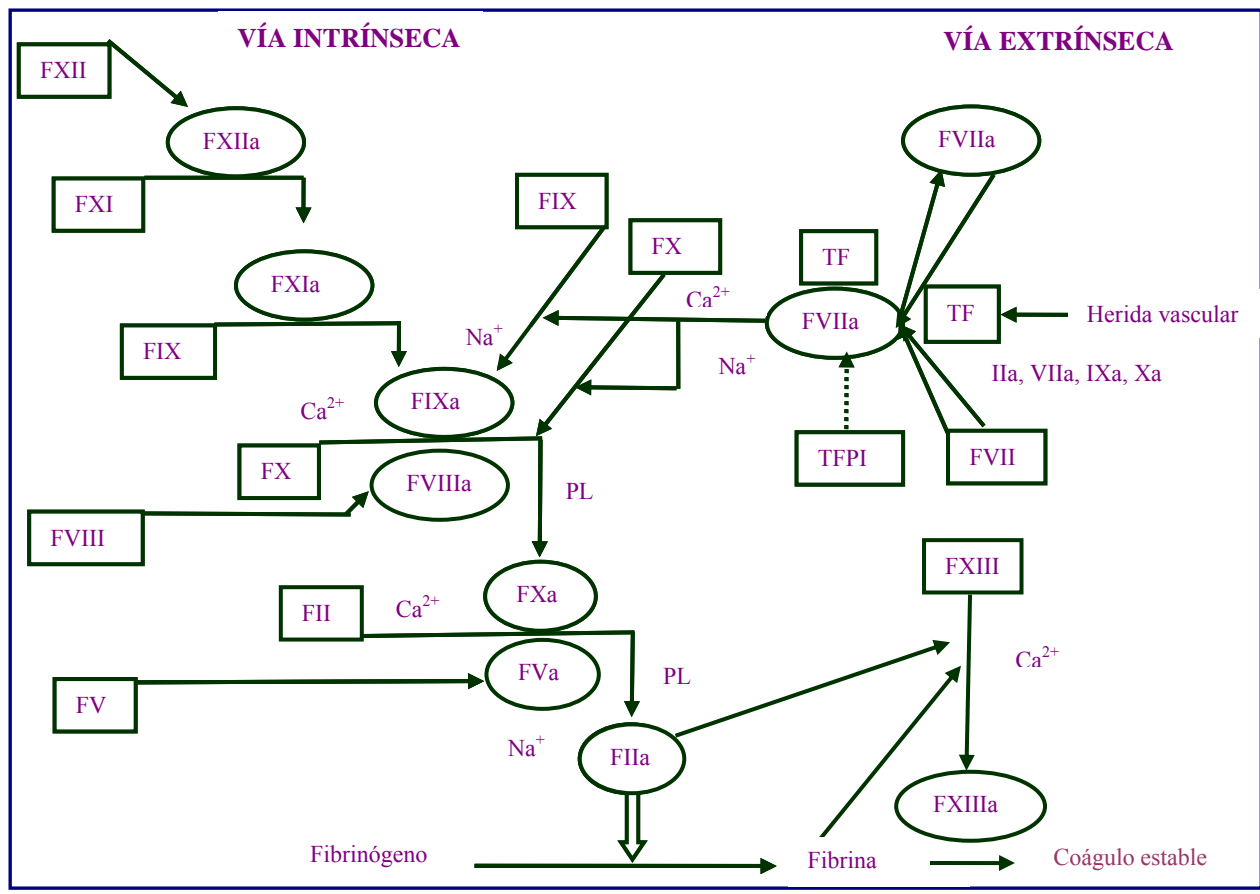 VÍA INTRÍNSECA
VÍA EXTRÍNSECA
FXII
FXIIa
FVIIa
FXI
FIX
FX
TF
FXIa
Ca²⁺
FVIIa
TF
Herida vascular
FIX
Na⁺
Na⁺
IIa, VIIa, IXa, Xa
Ca²⁺
FIXa
FX
TFPI
FVII
FVIIIa
PL
FVIII
FXIII
FXa
FII
Ca²⁺
Ca²⁺
FVa
PL
FV
Na⁺
FIIa
FXIIIa
Fibrinógeno
Fibrina
Coágulo estable